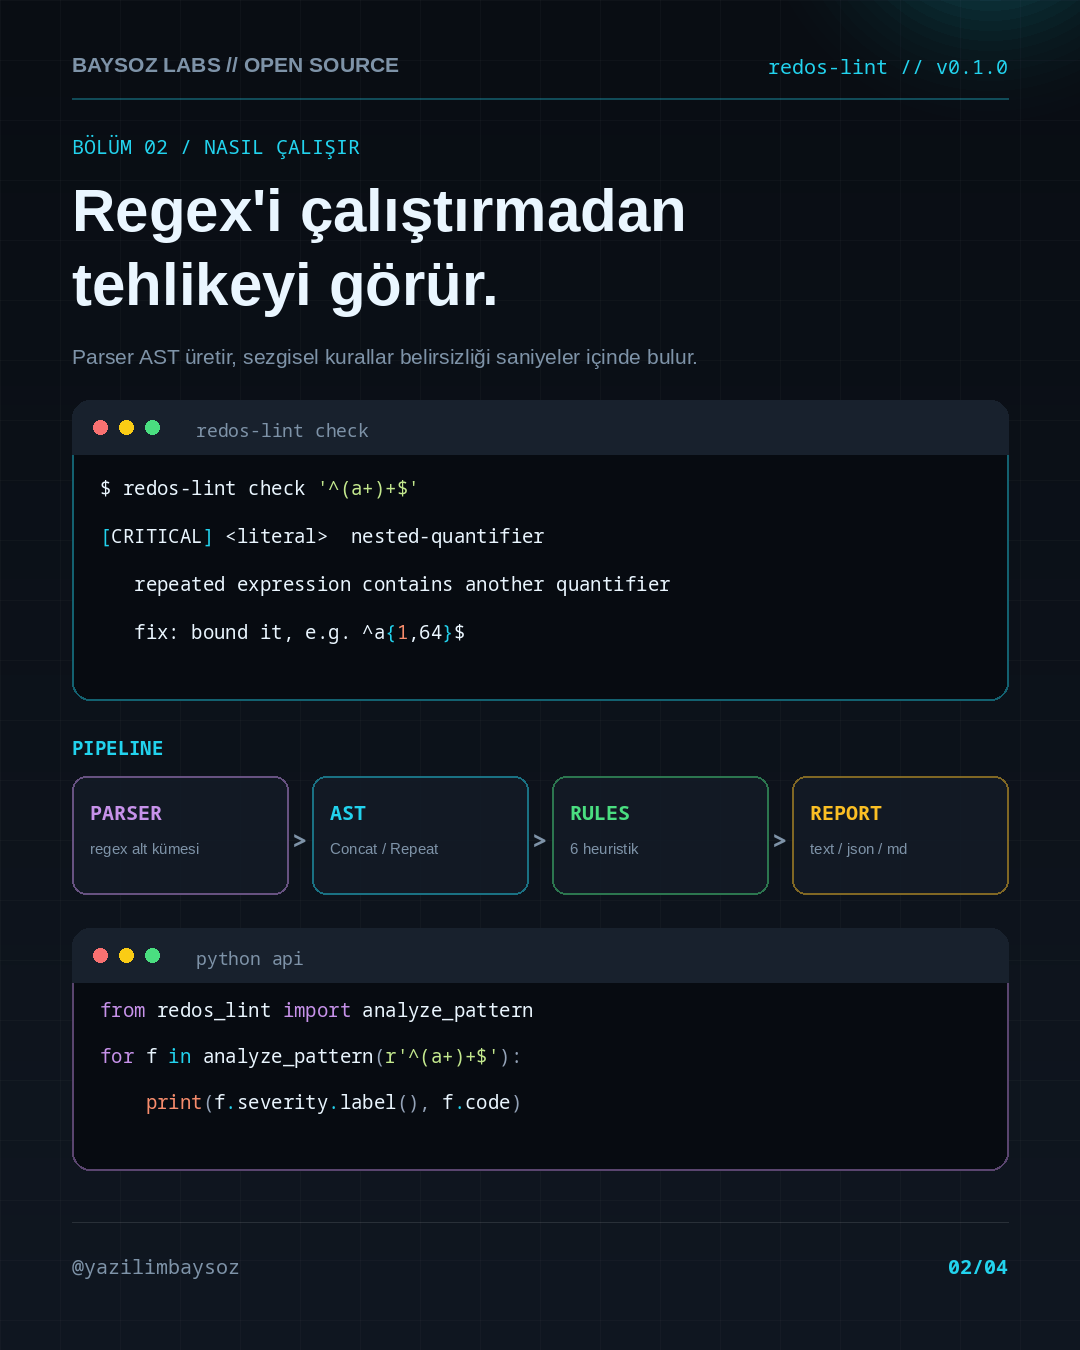 BAYSOZ LABS // OPEN SOURCE
redos-lint // v0.1.0
BÖLÜM 02 / NASIL ÇALIŞIR
Regex'i çalıştırmadan
tehlikeyi görür.
Parser AST üretir, sezgisel kurallar belirsizliği saniyeler içinde bulur.
redos-lint check
$ redos-lint check '^(a+)+$'
[CRITICAL] <literal>  nested-quantifier
   repeated expression contains another quantifier
   fix: bound it, e.g. ^a{1,64}$
PIPELINE
PARSER
regex alt kümesi
>
AST
Concat / Repeat
>
RULES
6 heuristik
>
REPORT
text / json / md
python api
from redos_lint import analyze_pattern
for f in analyze_pattern(r'^(a+)+$'):
    print(f.severity.label(), f.code)
@yazilimbaysoz
02/04